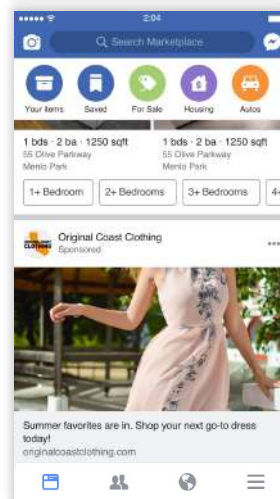 2:04
Search Marketplace
Your Items
Saved
For Sale
Housing
Autos
1 bds · 2 ba · 1250 sqft
55 Olive Parkway
Menlo Park
1 bds · 2 ba · 1250 sqft
55 Olive Parkway
Menlo Park
1+ Bedroom
2+ Bedrooms
3+ Bedrooms
4+
Original Coast Clothing
Sponsored
Summer favorites are in. Shop your next go-to dress
today!
originalcoastclothing.com